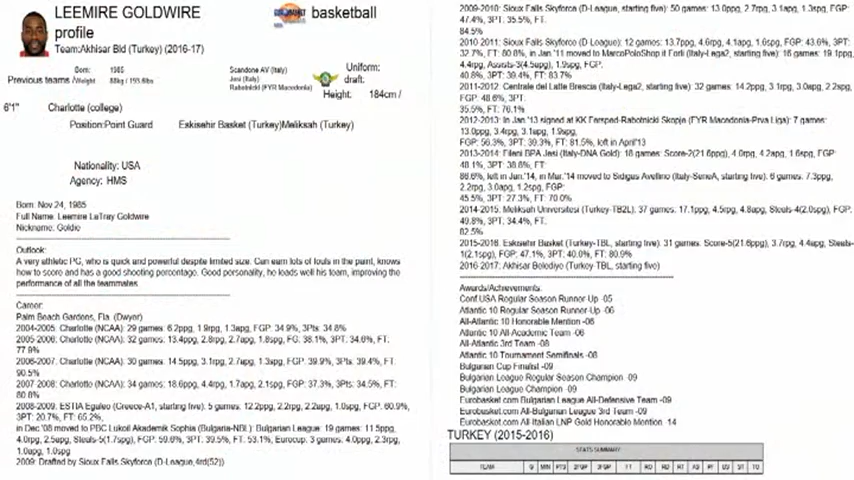 LEEMIRE GOLDWIRE
profile
basketball
Team:Akhisar Bld (Turkey) (2016-17)
Born: 1985
Previous teams /Weight: 88kg / 193.6lbs
Scandone AV (Italy)
Jesi (Italy)
Rabotnicki (FYR Macedonia)
Uniform:
draft:
Height: 184cm /
6'1" Charlotte (college)
Position:Point Guard Eskisehir Basket (Turkey)Meliksah (Turkey)
Nationality: USA
Agency: HMS
Born: Nov 24, 1985
Full Name: Leemire LaTray Goldwire
Nickname: Goldie
Outlook:
A very athletic PG, who is quick and powerful despite limited size. Can earn lots of fouls in the paint, knows
how to score and has a good shooting percentage. Good personality, he leads well his team, improving the
performance of all the teammates
Career:
Palm Beach Gardens, Fla. (Dwyer)
2004-2005: Charlotte (NCAA): 29 games: 6.2ppg, 1.9rpg, 1.3apg, FGP: 34.9%, 3Pts: 34.8%
2005-2006: Charlotte (NCAA): 32 games: 13.4ppg, 2.8rpg, 2.7apg, 1.8spg, FG: 38.1%, 3PT: 34.6%, FT:
77.9%
2006-2007: Charlotte (NCAA): 30 games: 14.5ppg, 3.1rpg, 2.7apg, 1.3spg, FGP: 39.9%, 3Pts: 39.4%, FT:
90.5%
2007 2008: Charlotte (NCAA): 34 games: 18.6ppg, 4.4rpg, 1.7apg, 2.1spg, FGP: 37.3%, 3Pts: 34.5%, FT:
80.8%
2008-2009: ESTIA Egaleo (Greece-A1, starting five): 5 games: 12.2ppg, 2.2rpg, 2.2apg, 1.0spg, FGP: 60.9%,
3PT: 20.7%, FT: 65.2%,
in Dec '08 moved to PBC Lukoil Akademik Sophia (Bulgaria-NBL): Bulgarian League: 19 games: 11.5ppg,
4.0rpg, 2.5apg, Steals-5(1.7spg), FGP: 59.6%, 3PT: 39.5%, FT: 53.1%, Eurocup: 3 games: 4.0ppg, 2.3rpg,
1.0apg, 1.0spg
2009: Drafted by Sioux Falls Skyforce (D-League,4rd(52))
2009-2010: Sioux Falls Skyforce (D-League, starting five): 50 games: 13.0ppg, 2.7rpg, 3.1apg, 1.3spg, FGP:
47.4%, 3PT: 35.5%, FT:
84.5%
2010 2011: Sioux Falls Skyforce (D League): 12 games: 13.7ppg, 4.6rpg, 4.1apg, 1.6spg, FGP: 43.6%, 3PT:
32.7%, FT: 80.8%, in Jan '11 moved to MarcoPoloShop.it Forli (Italy-Lega2, starting five): 16 games: 19.1ppg,
4.4rpg, Assists-3(4.5apg), 1.9spg, FGP:
40.8%, 3PT: 39.4%, FT: 83.7%
2011-2012: Centrale del Latte Brescia (Italy-Lega2, starting five): 32 games: 14.2ppg, 3.1rpg, 3.0apg, 2.2spg,
FGP: 48.6%, 3PT:
35.5%, FT: 76.1%
2012-2013: In Jan '13 signed at KK Fersped-Rabotnicki Skopje (FYR Macedonia-Prva Liga): 7 games:
13.0ppg, 3.4rpg, 3.1apg, 1.9spg,
FGP: 56.3%, 3PT: 39.3%, FT: 81.5%, left in April'13
2013-2014: Fileni BPA Jesi (Italy-DNA Gold): 18 games: Score-2(21.6ppg), 4.0rpg, 4.2apg, 1.6spg, FGP:
48.1%, 3PT: 38.8%, FT:
86.6%, left in Jan.'14, in Mar.'14 moved to Sidigas Avellino (Italy-SerieA, starting five): 6 games: 7.3ppg,
2.2rpg, 3.0apg, 1.2spg, FGP:
45.5%, 3PT: 27.3%, FT: 70.0%
2014-2015: Meliksah Universitesi (Turkey-TB2L): 37 games: 17.1ppg, 4.5rpg, 4.8apg, Steals-4(2.0spg), FGP:
49.8%, 3PT: 34.4%, FT:
82.5%
2015-2016: Eskisehir Basket (Turkey-TBL, starting five): 31 games: Score-5(21.6ppg), 3.7rpg, 4.4apg, Steals-
1(2.1spg), FGP: 47.1%, 3PT: 40.0%, FT: 80.9%
2016-2017: Akhisar Belediye (Turkey-TBL, starting five)
Awards/Achievements:
Conf.USA Regular Season Runner-Up -05
Atlantic 10 Regular Season Runner-Up -06
All-Atlantic 10 Honorable Mention -06
Atlantic 10 All-Academic Team -06
All-Atlantic 3rd Team -08
Atlantic 10 Tournament Semifinals -08
Bulgarian Cup Finalist -09
Bulgarian League Regular Season Champion -09
Bulgarian League Champion -09
Eurobasket.com Bulgarian League All-Defensive Team -09
Eurobasket.com All-Bulgarian League 3rd Team -09
Eurobasket.com All-Italian LNP Gold Honorable Mention -14
TURKEY (2015-2016)
STATS SUMMARY
TEAM G MIN PTS 2FGP 3FGP FT RO RD RT AS PF BS ST TO